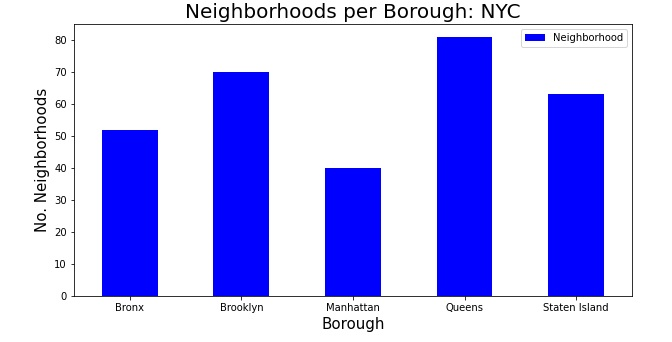 Neighborhoods per Borough: NYC
Neighborhood
No. Neighborhoods
80
70
60
50
40
30
20
10
0
Bronx Brooklyn Manhattan Queens Staten Island
Borough